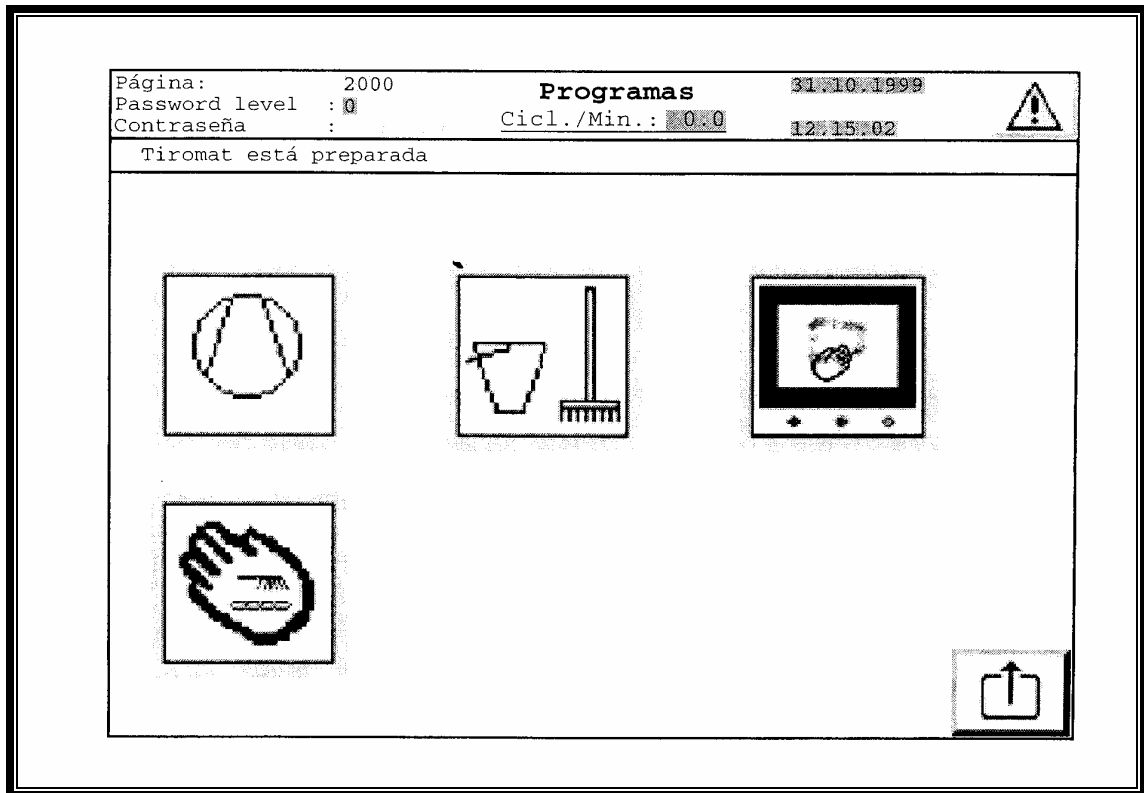 Página: 2000
Password level : 0
Contraseña :
Programas
Cicl./Min.: 0.0
31.10.1999
12.15.02
Tiromat está preparada